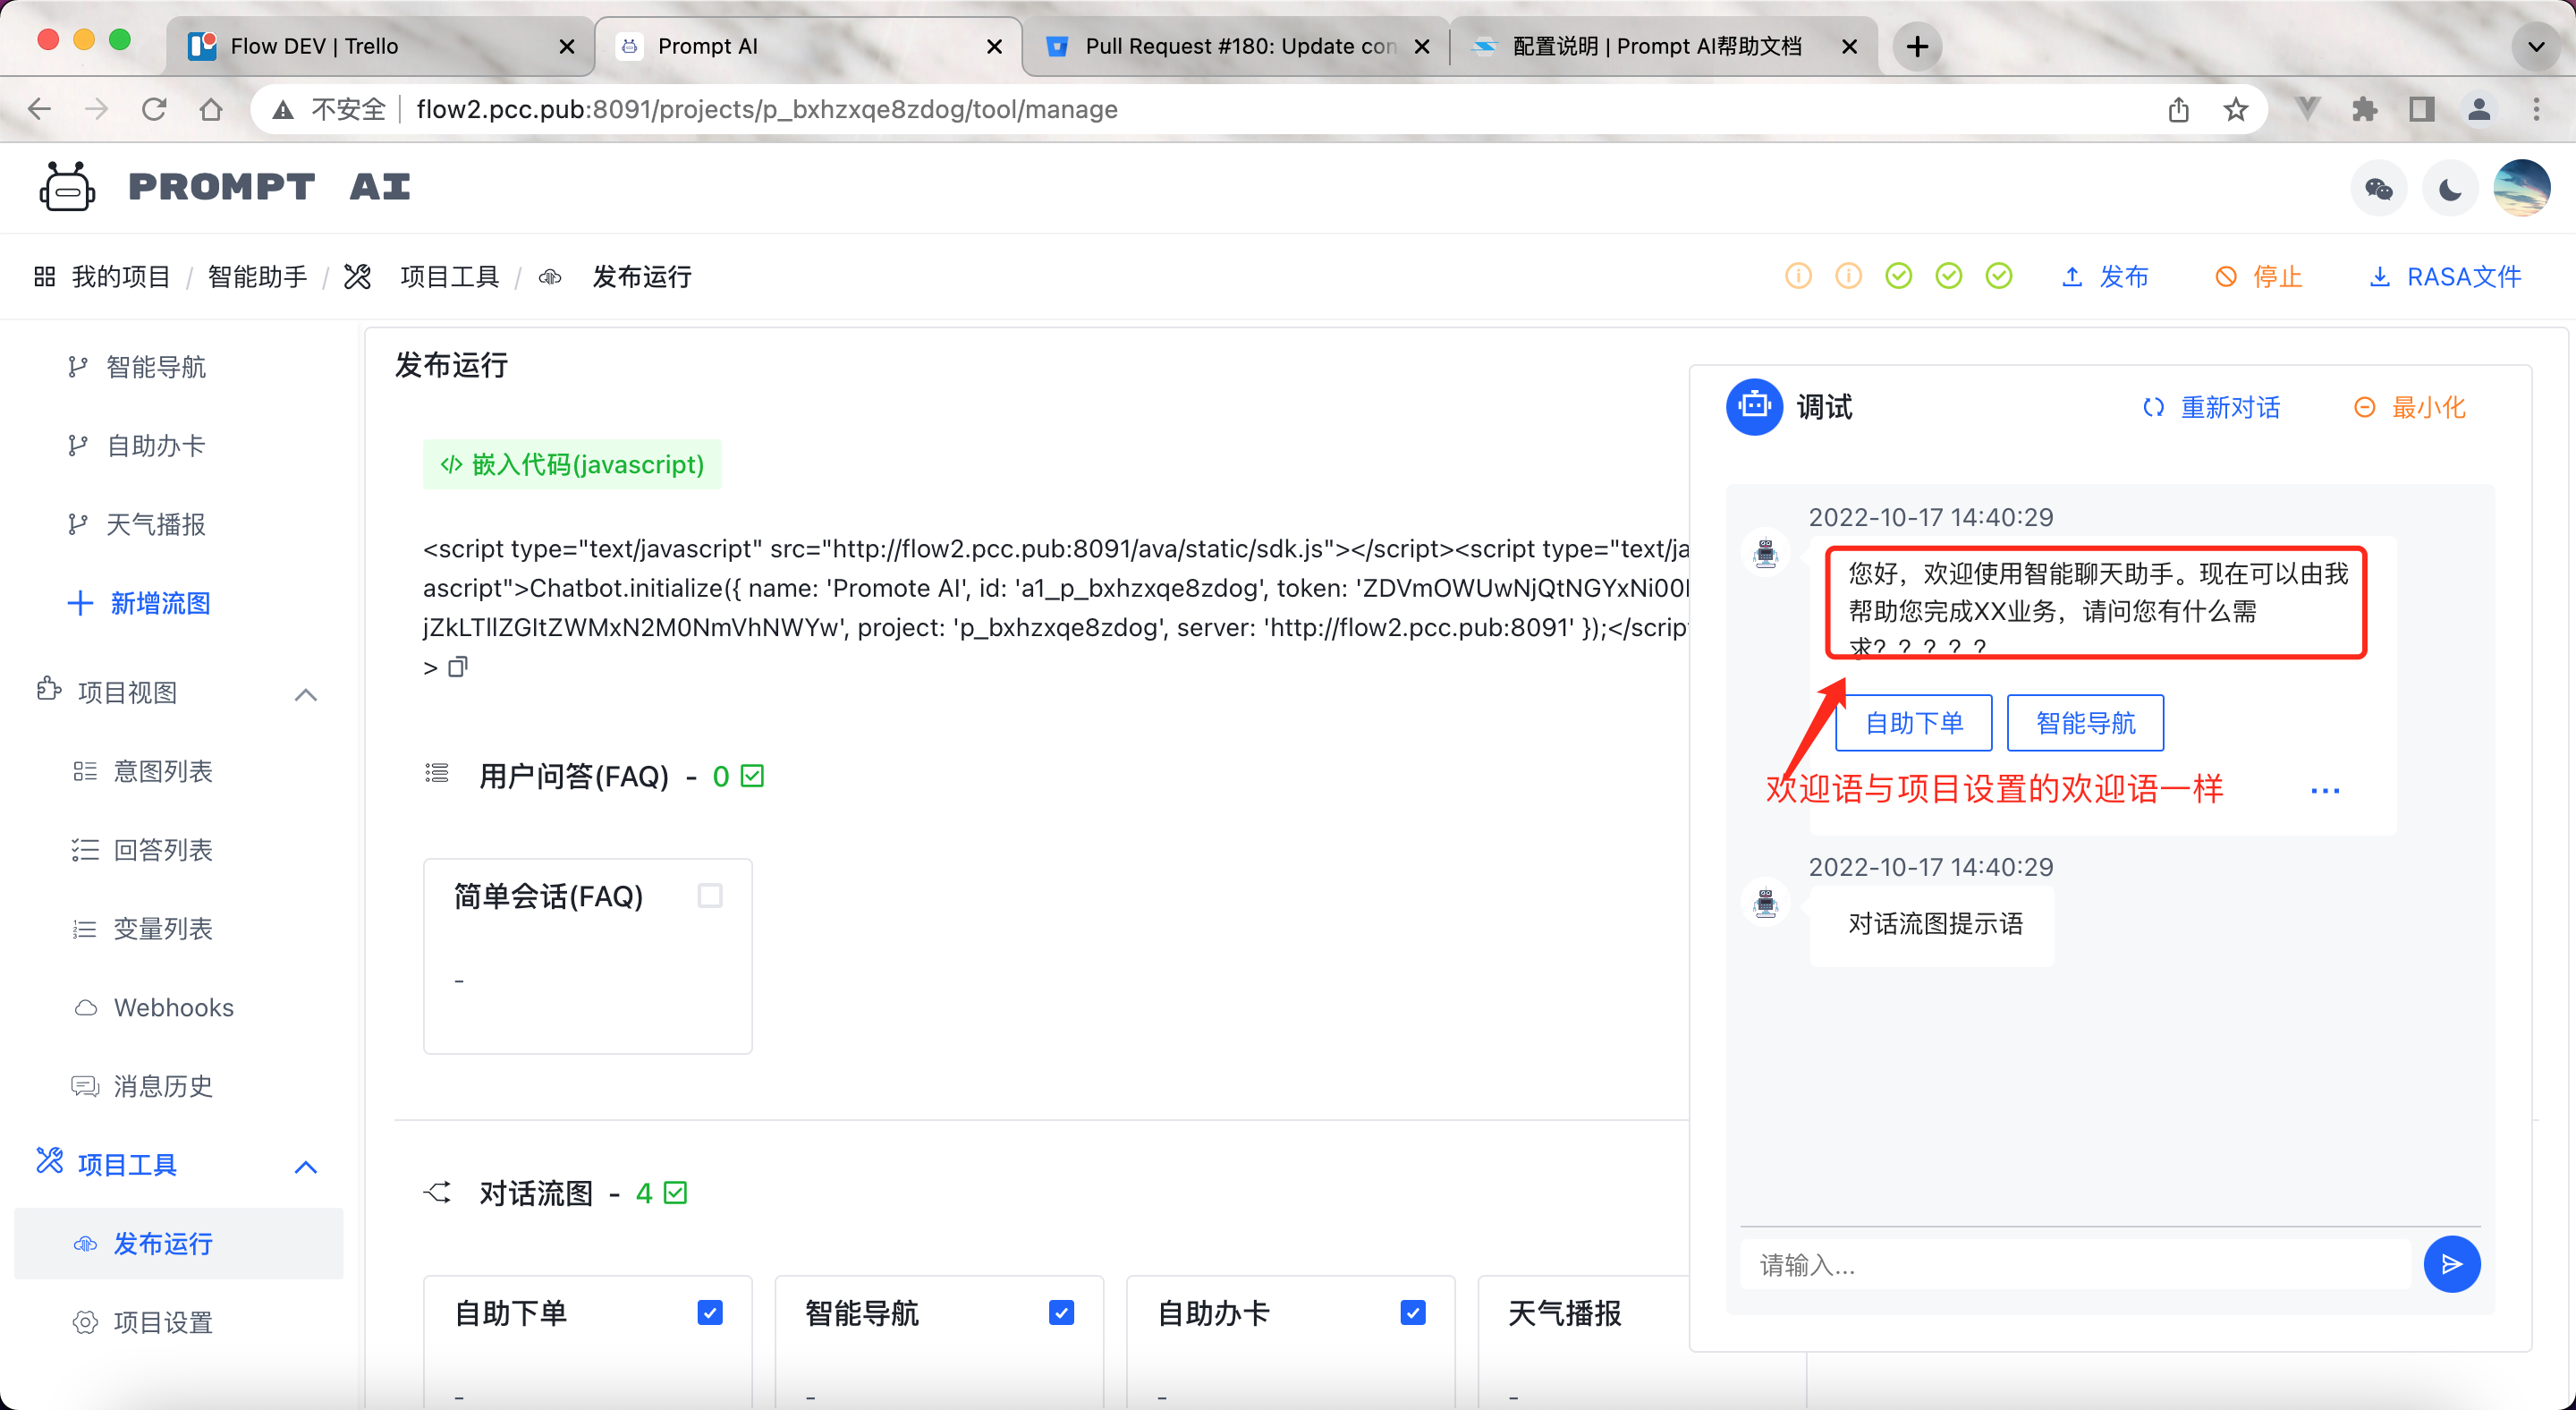 Flow DEV | Trello
Prompt AI
Pull Request #180: Update con
配置说明 | Prompt AI帮助文档
不安全
flow2.pcc.pub:8091/projects/p_bxhzxqe8zdog/tool/manage
PROMPT AI
我的项目 / 智能助手 / 项目工具 / 发布运行
发布
停止
RASA文件
智能导航
自助办卡
天气播报
新增流图
项目视图
意图列表
回答列表
变量列表
Webhooks
消息历史
项目工具
发布运行
项目设置
发布运行
</> 嵌入代码(javascript)
<script type="text/javascript" src="http://flow2.pcc.pub:8091/ava/static/sdk.js"></script><script type="text/ja
ascript">Chatbot.initialize({ name: 'Promote AI', id: 'a1_p_bxhzxqe8zdog', token: 'ZDVmOWUwNjQtNGYxNi00
jZkLTllZGItZWMxN2M0NmVhNWYw', project: 'p_bxhzxqe8zdog', server: 'http://flow2.pcc.pub:8091' });</script
>
用户问答(FAQ) - 0
简单会话(FAQ)
-
对话流图 - 4
自助下单
-
智能导航
-
自助办卡
-
天气播报
-
调试
重新对话
最小化
2022-10-17 14:40:29
您好，欢迎使用智能聊天助手。现在可以由我
帮助您完成XX业务，请问您有什么需
求？？？？？
自助下单
智能导航
欢迎语与项目设置的欢迎语一样
...
2022-10-17 14:40:29
对话流图提示语
请输入...